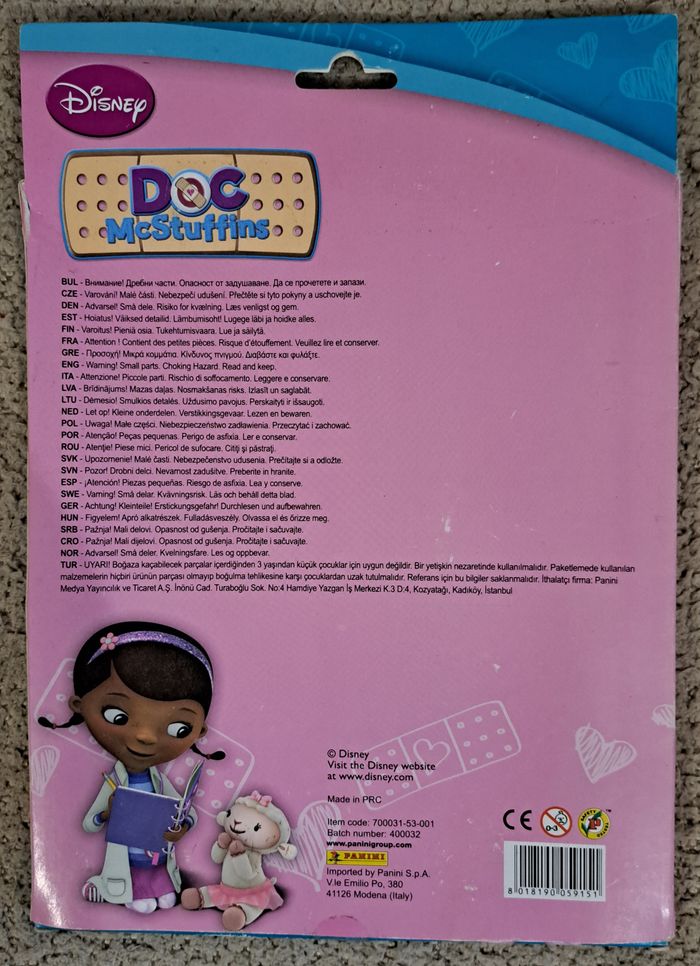 Disney
DOC
McStuffins
BUL - Внимание! Дребни части. Опасност от задушаване. Да се прочетете и запази.
CZE - Varování! Malé části. Nebezpečí udušení. Přečtěte si tyto pokyny a uschovejte je.
DEN - Advarsel! Små dele. Risiko for kvælning. Læs venligst og gem.
EST - Hoiatus! Väiksed detailid. Lämbumisoht! Lugege läbi ja hoidke alles.
FIN - Varoitus! Pieniä osia. Tukehtumisvaara. Lue ja säilytä.
FRA - Attention ! Contient des petites pièces. Risque d'étouffement. Veuillez lire et conserver.
GRE - Προσοχή! Μικρά κομμάτια. Κίνδυνος πνιγμού. Διαβάστε και φυλάξτε.
ENG - Warning! Small parts. Choking Hazard. Read and keep.
ITA - Attenzione! Piccole parti. Rischio di soffocamento. Leggere e conservare.
LVA - Brīdinājums! Mazas daļas. Nosmakšanas risks. Izlasīt un saglabāt.
LTU - Dėmesio! Smulkios detalės. Uždusimo pavojus. Perskaityti ir išsaugoti.
NED - Let op! Kleine onderdelen. Verstikkingsgevaar. Lezen en bewaren.
POL - Uwaga! Małe części. Niebezpieczeństwo zadławienia. Przeczytać i zachować.
POR - Atenção! Peças pequenas. Perigo de asfixia. Ler e conservar.
ROU - Atenţie! Piese mici. Pericol de sufocare. Citiţi şi păstraţi.
SVK - Upozornenie! Malé časti. Nebezpečenstvo udusenia. Prečítajte si a odložte.
SVN - Pozor! Drobni delci. Nevarnost zadušitve. Preberite in hranite.
ESP - ¡Atención! Piezas pequeñas. Riesgo de asfixia. Lea y conserve.
SWE - Varning! Små delar. Kvävningsrisk. Läs och behåll detta blad.
GER - Achtung! Kleinteile! Erstickungsgefahr! Durchlesen und aufbewahren.
HUN - Figyelem! Apró alkatrészek. Fulladásveszély. Olvassa el és őrizze meg.
SRB - Pažnja! Mali delovi. Opasnost od gušenja. Pročitajte i sačuvajte.
CRO - Pažnja! Mali dijelovi. Opasnost od gušenja. Pročitajte i sačuvajte.
NOR - Advarsel! Små deler. Kvelningsfare. Les og oppbevar.
TUR - UYARI! Boğaza kaçabilecek parçalar içerdiğinden 3 yaşından küçük çocuklar için uygun değildir. Bir yetişkin nezaretinde kullanılmalıdır. Paketlemede kullanılan
malzemelerin hiçbiri ürünün parçası olmayıp boğulma tehlikesine karşı çocuklardan uzak tutulmalıdır. Referans için bu bilgiler saklanmalıdır. İthalatçı firma: Panini
Medya Yayıncılık ve Ticaret A.Ş. İnönü Cad. Turaboğlu Sok. No:4 Hamdiye Yazgan İş Merkezi K.3 D:4, Kozyatağı, Kadıköy, İstanbul
© Disney
Visit the Disney website
at www.disney.com
Made in PRC
Item code: 700031-53-001
Batch number: 400032
www.paninigroup.com
PANINI
Imported by Panini S.p.A.
V.le Emilio Po, 380
41126 Modena (Italy)
CE
0-3
™
8 018190 059151